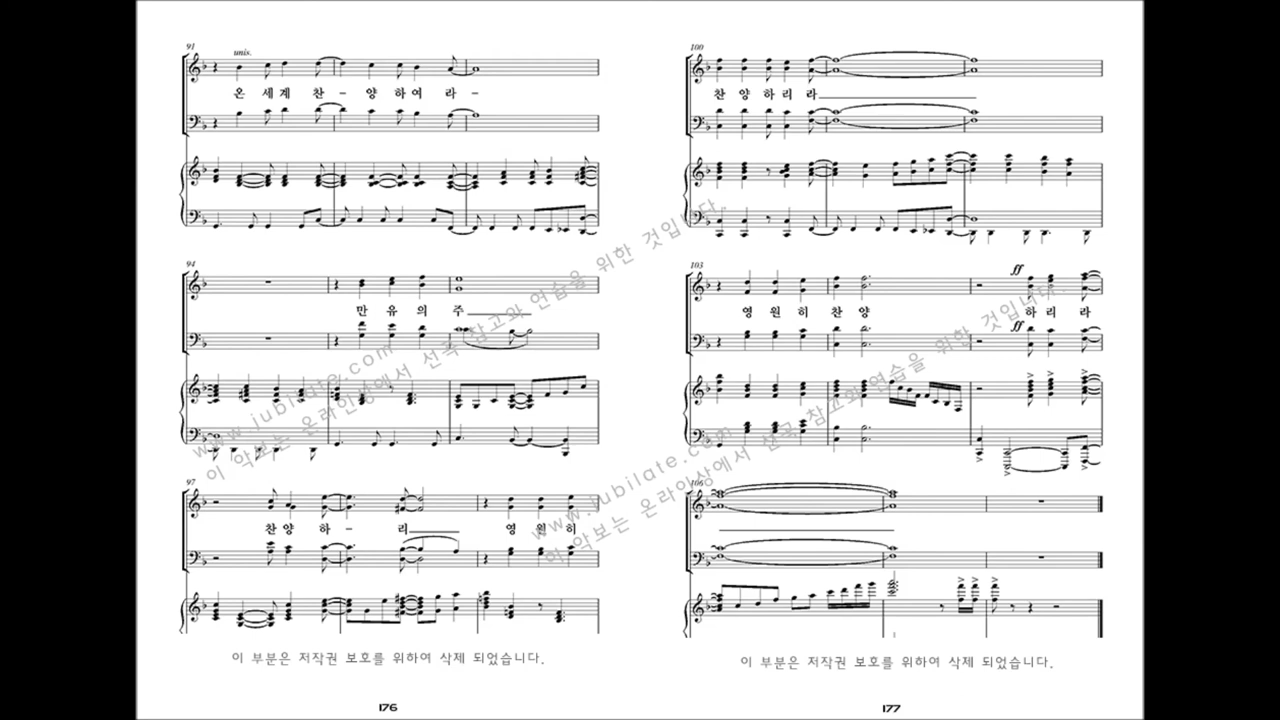 91
unis.
온 세계 찬 - 양 하여 라 -
94
만 유 의 주
97
찬 양 하 - 리 영 원 히
www.jubilate.com
이 악보는 온라인상에서 선곡 참고와 연습을 위한 것입니다.
이 부분은 저작권 보호를 위하여 삭제 되었습니다.
176
100
찬 양 하 리 라
103
ff
영 원 히 찬 양 하 리 라
ff
106
www.jubilate.com
이 악보는 온라인상에서 선곡 참고와 연습을 위한 것입니다.
이 부분은 저작권 보호를 위하여 삭제 되었습니다.
177